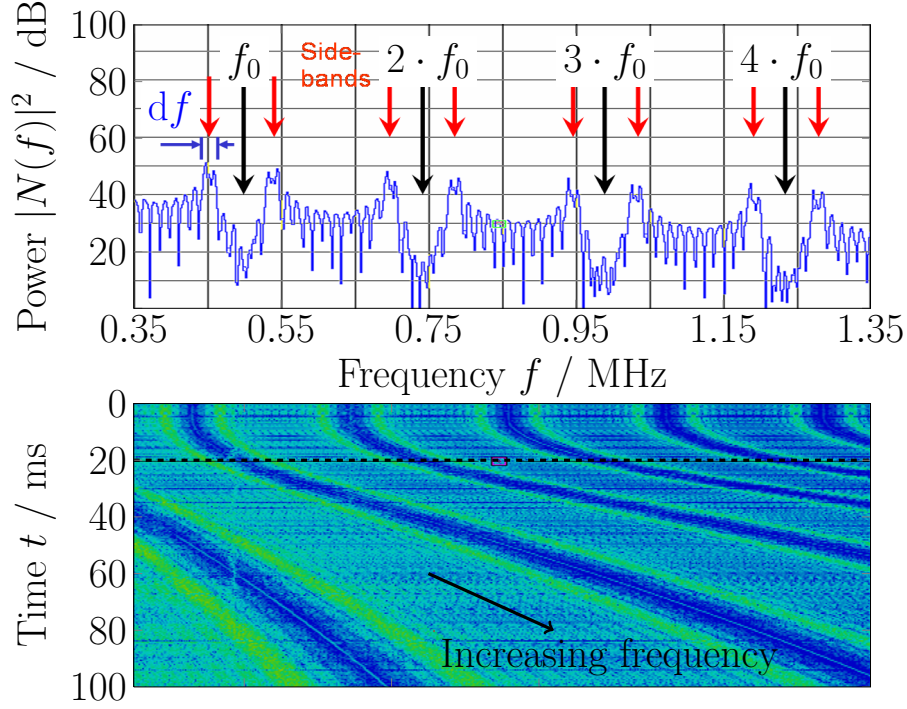 100
80
60
40
20
Power |N(f)|² / dB
f₀
Side-
bands
2 · f₀
3 · f₀
4 · f₀
df
0.35 0.55 0.75 0.95 1.15 1.35
Frequency f / MHz
0
20
40
60
80
100
Time t / ms
Increasing frequency